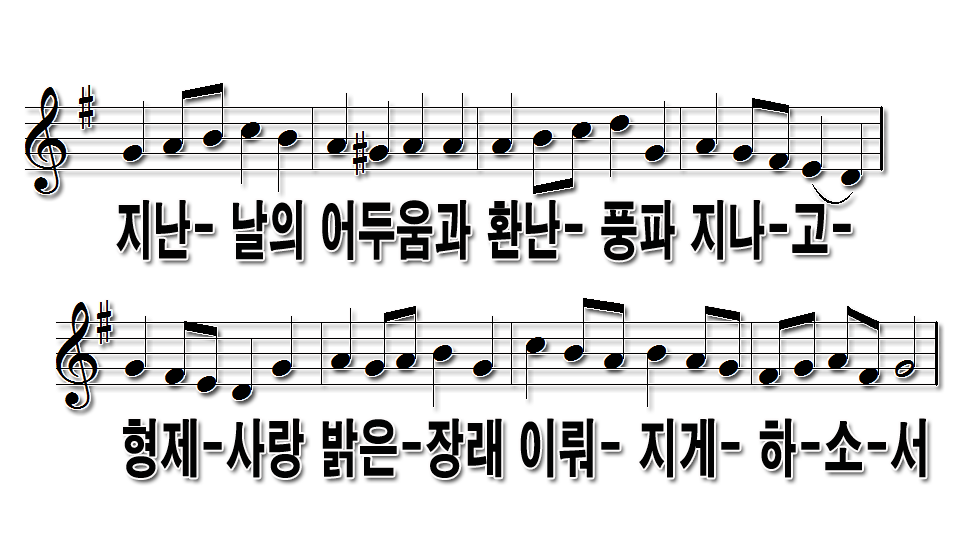 지난- 날의 어두움과 환난- 풍파 지나-고-
형제-사랑 밝은-장래 이뤄- 지게- 하-소-서